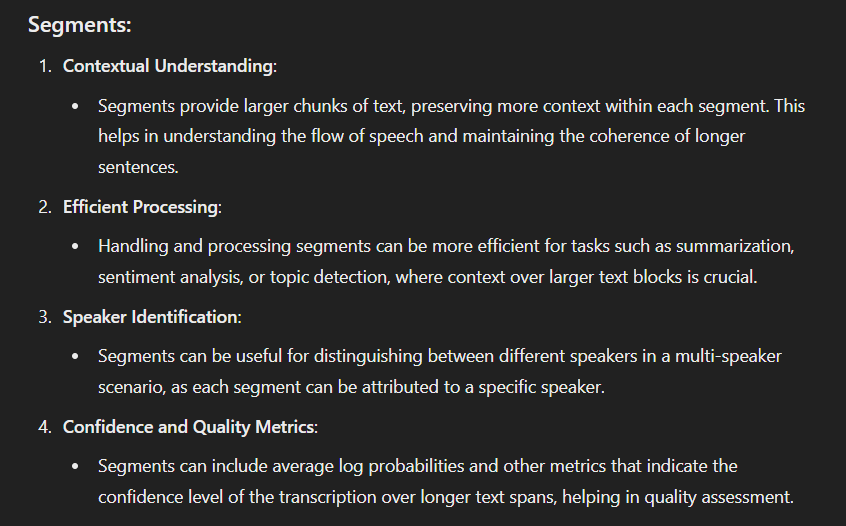 Segments:
1. Contextual Understanding:
• Segments provide larger chunks of text, preserving more context within each segment. This
helps in understanding the flow of speech and maintaining the coherence of longer
sentences.
2. Efficient Processing:
• Handling and processing segments can be more efficient for tasks such as summarization,
sentiment analysis, or topic detection, where context over larger text blocks is crucial.
3. Speaker Identification:
• Segments can be useful for distinguishing between different speakers in a multi-speaker
scenario, as each segment can be attributed to a specific speaker.
4. Confidence and Quality Metrics:
• Segments can include average log probabilities and other metrics that indicate the
confidence level of the transcription over longer text spans, helping in quality assessment.